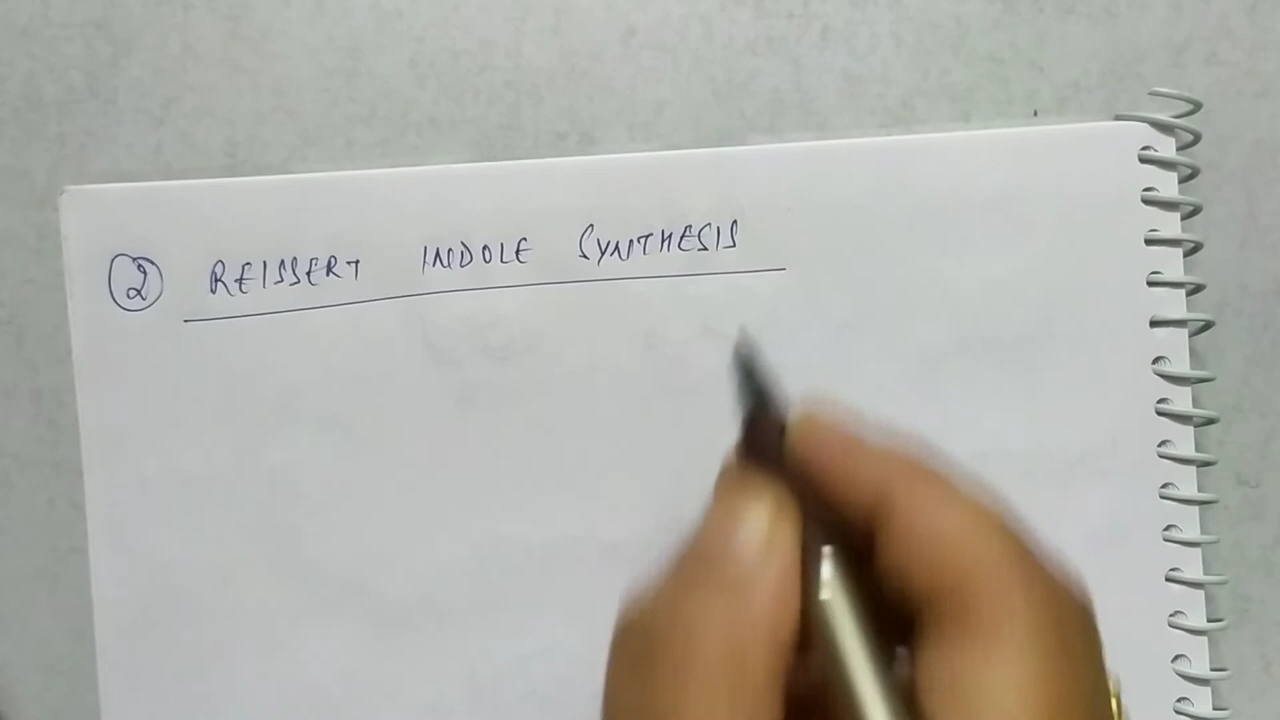 ② REISSERT INDOLE SYNTHESIS